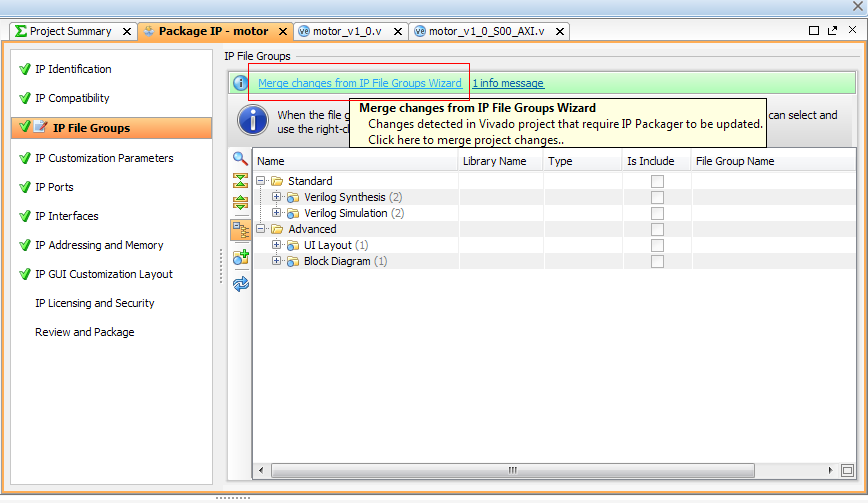 Project Summary
Package IP - motor
motor_v1_0.v
motor_v1_0_S00_AXI.v
IP Identification
IP Compatibility
IP File Groups
IP Customization Parameters
IP Ports
IP Interfaces
IP Addressing and Memory
IP GUI Customization Layout
IP Licensing and Security
Review and Package
IP File Groups
Merge changes from IP File Groups Wizard
1 info message
When the file g
can select and
use the right-c
Merge changes from IP File Groups Wizard
Changes detected in Vivado project that require IP Packager to be updated.
Click here to merge project changes..
Name Library Name Type Is Include File Group Name
Standard
Verilog Synthesis (2)
Verilog Simulation (2)
Advanced
UI Layout (1)
Block Diagram (1)